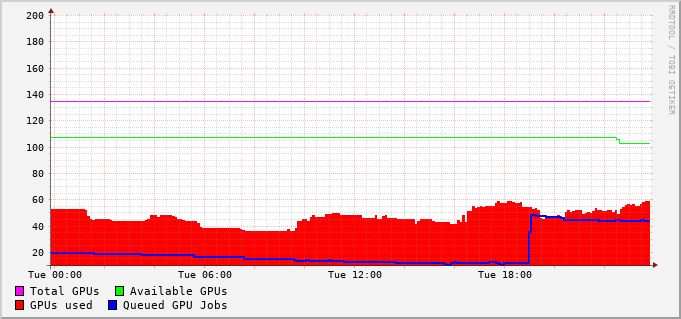 200
180
160
140
120
100
80
60
40
20
Tue 00:00 Tue 06:00 Tue 12:00 Tue 18:00
Total GPUs Available GPUs
GPUs used Queued GPU Jobs
RRDTOOL / TOBI OETIKER